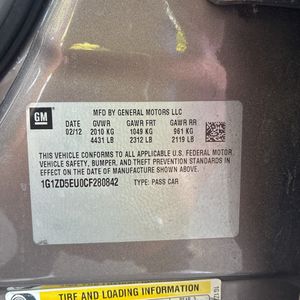 GM
MFD BY GENERAL MOTORS LLC
DATE GVWR GAWR FRT GAWR RR
02/12 2010 KG 1049 KG 961 KG
4431 LB 2312 LB 2119 LB
THIS VEHICLE CONFORMS TO ALL APPLICABLE U.S. FEDERAL MOTOR
VEHICLE SAFETY, BUMPER, AND THEFT PREVENTION STANDARDS IN
EFFECT ON THE DATE OF MANUFACTURE SHOWN ABOVE.
1G1ZD5EU0CF280842 TYPE: PASS CAR
TIRE AND LOADING INFORMATION